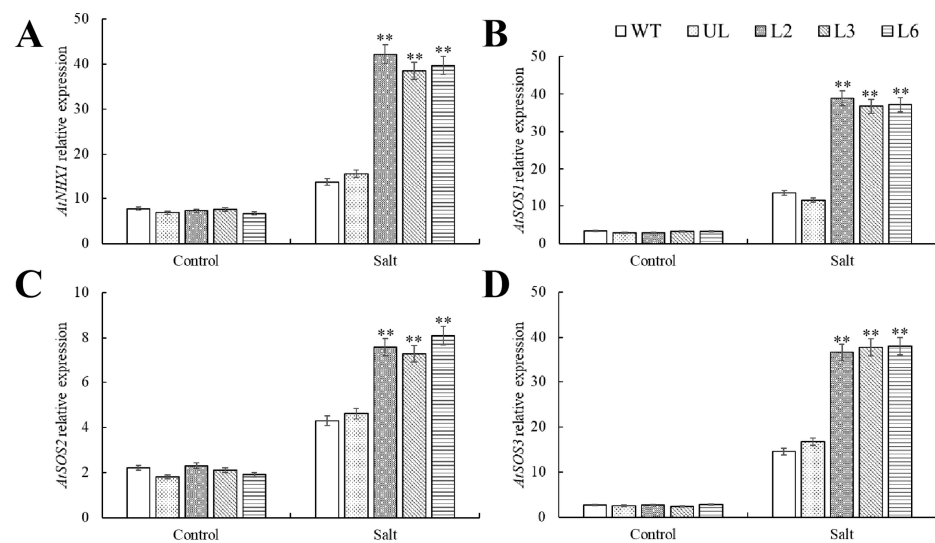 A
AtNHX1 relative expression
50
40
30
20
10
0
** ** **
Control Salt
B
WT UL L2 L3 L6
AtSOS1 relative expression
50
40
30
20
10
0
** ** **
Control Salt
C
AtSOS2 relative expression
10
8
6
4
2
0
** ** **
Control Salt
D
AtSOS3 relative expression
50
40
30
20
10
0
** ** **
Control Salt